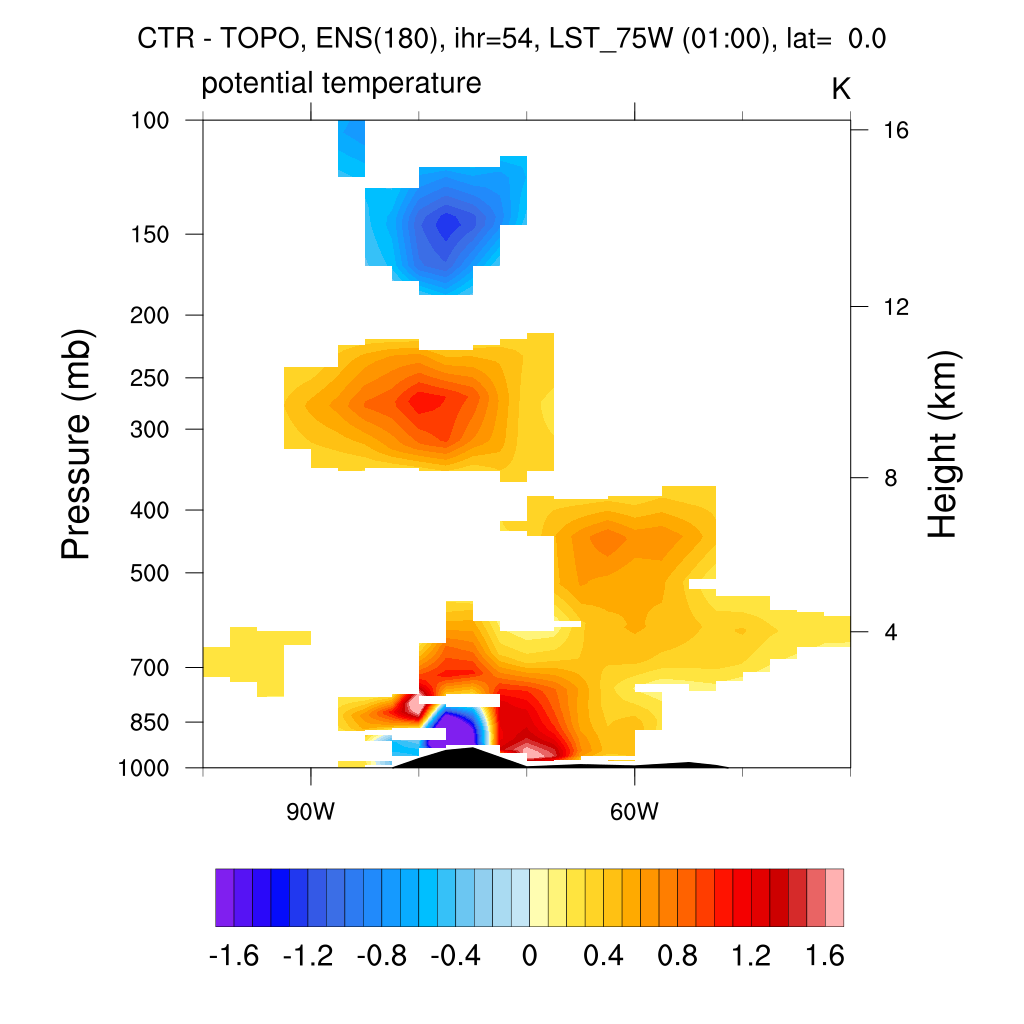 CTR - TOPO, ENS(180), ihr=54, LST_75W (01:00), lat=  0.0
potential temperature K
100
150
200
250
300
400
500
700
850
900
1000
Pressure (mb)
16
12
8
4
Height (km)
90W 60W
-1.6 -1.2 -0.8 -0.4 0 0.4 0.8 1.2 1.6